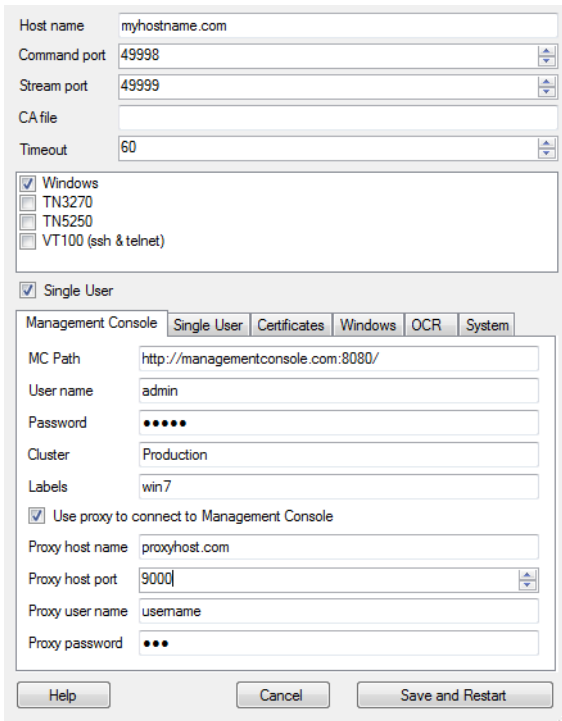 Host name myhostname.com
Command port 49998
Stream port 49999
CA file
Timeout 60
Windows
TN3270
TN5250
VT100 (ssh & telnet)
Single User
Management Console Single User Certificates Windows OCR System
MC Path http://managementconsole.com:8080/
User name admin
Password •••••
Cluster Production
Labels win7
Use proxy to connect to Management Console
Proxy host name proxyhost.com
Proxy host port 9000
Proxy user name username
Proxy password •••
Help Cancel Save and Restart